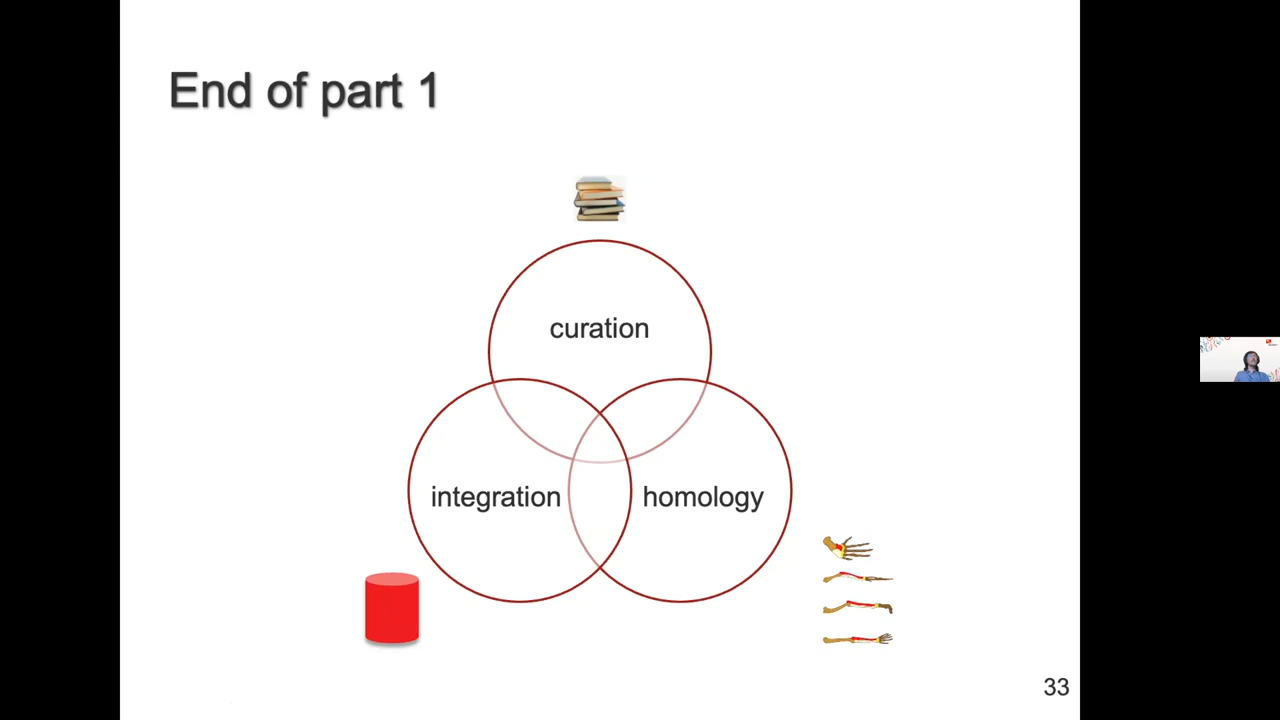 End of part 1
curation
integration
homology
33